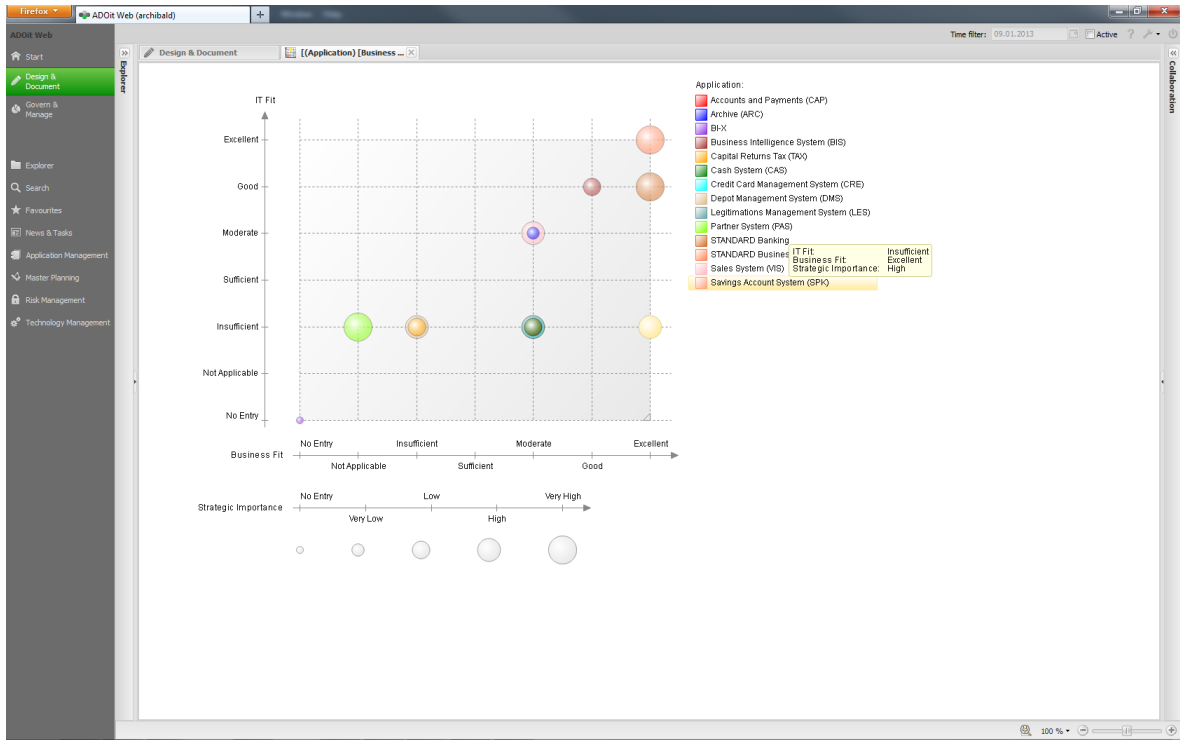 Firefox
ADOit Web (archibald)
ADOit Web
Time filter: 09.01.2013 Active ?
Start
Design & Document
[(Application) [Business ...
Design &
Document
Explorer
Collaboration
Govern &
Manage
Explorer
Search
Favourites
News & Tasks
Application Management
Master Planning
Risk Management
Technology Management
IT Fit
Excellent
Good
Moderate
Sufficient
Insufficient
Not Applicable
No Entry
Business Fit
No Entry
Insufficient
Moderate
Excellent
Not Applicable
Sufficient
Good
Strategic Importance
No Entry
Low
Very High
Very Low
High
Application:
Accounts and Payments (CAP)
Archive (ARC)
BI-X
Business Intelligence System (BIS)
Capital Returns Tax (TAX)
Cash System (CAS)
Credit Card Management System (CRE)
Depot Management System (DMS)
Legitimations Management System (LES)
Partner System (PAS)
STANDARD Banking
STANDARD Busines
Sales System (VIS)
Savings Account System (SPK)
IT Fit: Insufficient
Business Fit: Excellent
Strategic Importance: High
100 %